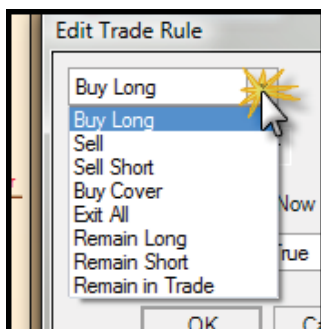 Edit Trade Rule
Buy Long
Buy Long
Sell
Sell Short
Buy Cover
Exit All
Remain Long
Remain Short
Remain in Trade
Now
OK